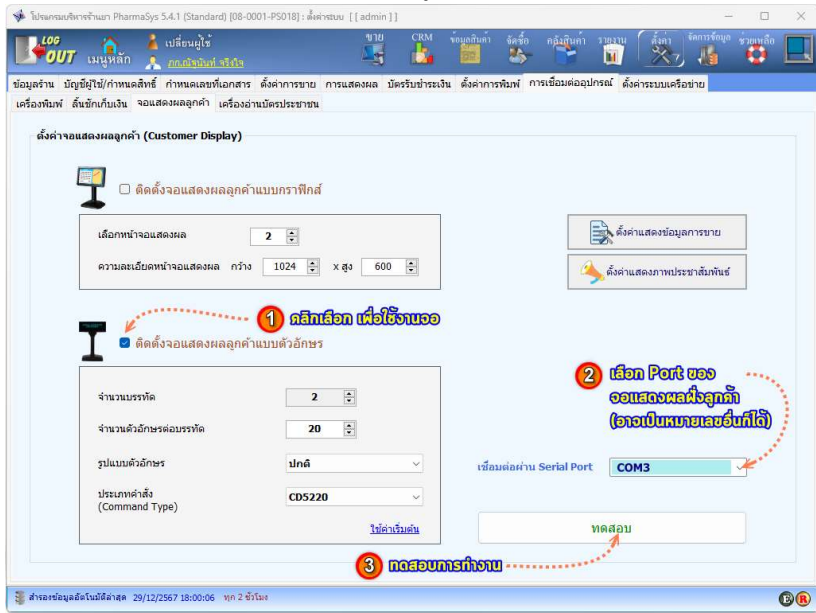 โปรแกรมบริหารร้านยา PharmaSys 5.4.1 (Standard) [08-0001-PS018] : ตั้งค่าระบบ [ [ admin ] ]
LOG OUT เมนูหลัก เปลี่ยนผู้ใช้ ขาย CRM ข้อมูลสินค้า จัดซื้อ คลังสินค้า รายงาน ตั้งค่า จัดการข้อมูล ช่วยเหลือ
ข้อมูลร้าน บัญชีผู้ใช้/กำหนดสิทธิ์ กำหนดเลขที่เอกสาร ตั้งค่าการขาย การแสดงผล บัตรรับชำระเงิน ตั้งค่าการพิมพ์ การเชื่อมต่ออุปกรณ์ ตั้งค่าระบบเครือข่าย
เครื่องพิมพ์ ลิ้นชักเก็บเงิน จอแสดงผลลูกค้า เครื่องอ่านบัตรประชาชน
ตั้งค่าจอแสดงผลลูกค้า (Customer Display)
ติดตั้งจอแสดงผลลูกค้าแบบกราฟิกส์
เลือกหน้าจอแสดงผล 2
ตั้งค่าแสดงข้อมูลการขาย
ความละเอียดหน้าจอแสดงผล กว้าง 1024 x สูง 600
ตั้งค่าแสดงภาพประชาสัมพันธ์
1 คลิกเลือก เพื่อใช้งานจอ
ติดตั้งจอแสดงผลลูกค้าแบบตัวอักษร
2 เลือก Port ของ
จอแสดงผลฝั่งลูกค้า
(อาจเป็นหมายเลขอื่นก็ได้)
จำนวนบรรทัด 2
จำนวนตัวอักษรต่อบรรทัด 20
รูปแบบตัวอักษร ปกติ
เชื่อมต่อผ่าน Serial Port COM3
ประเภทคำสั่ง
(Command Type) CD5220
ใช้ค่าเริ่มต้น
ทดสอบ
3 ทดสอบการทำงาน
สำรองข้อมูลอัตโนมัติล่าสุด 29/12/2567 18:00:06 ทุก 2 ชั่วโมง
E R